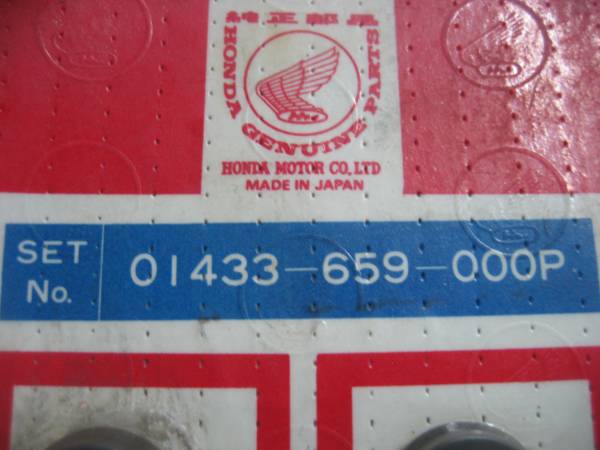 純正部品
HONDA GENUINE PARTS
HONDA MOTOR CO., LTD
MADE IN JAPAN
SET No.
01433-659-000P